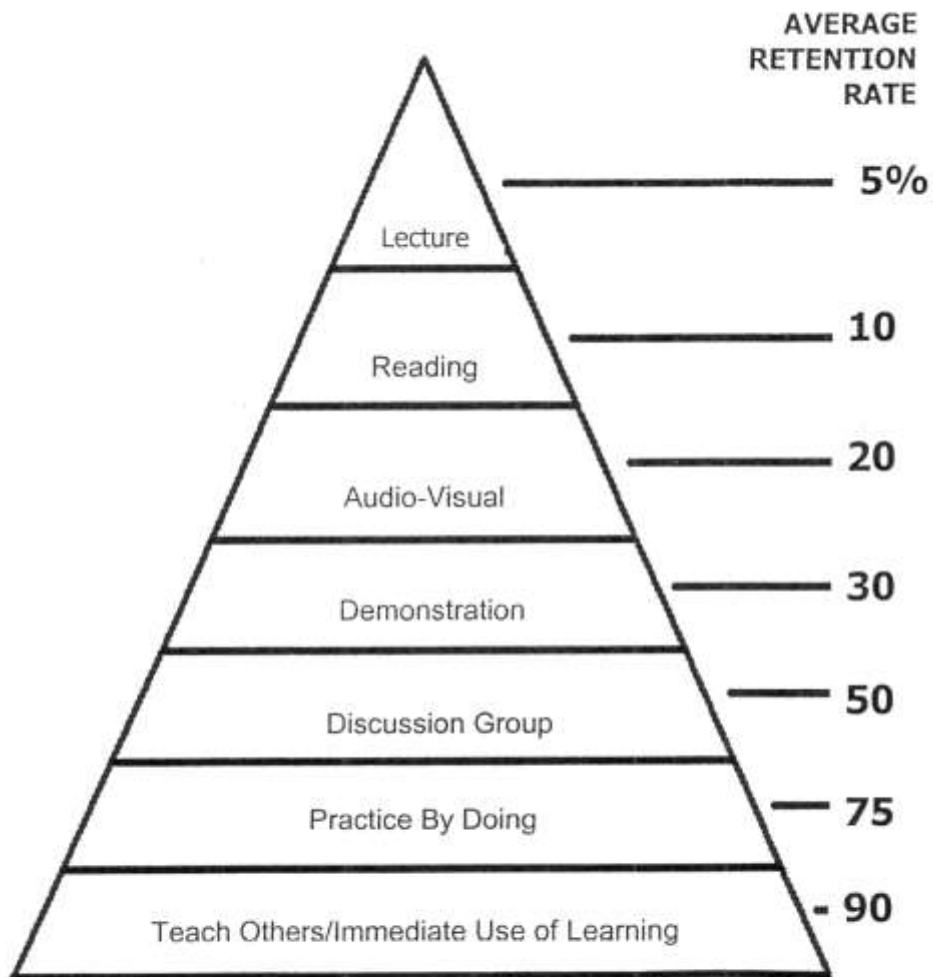 AVERAGE
RETENTION
RATE
5%
Lecture
10
Reading
20
Audio-Visual
30
Demonstration
50
Discussion Group
75
Practice By Doing
90
Teach Others/Immediate Use of Learning